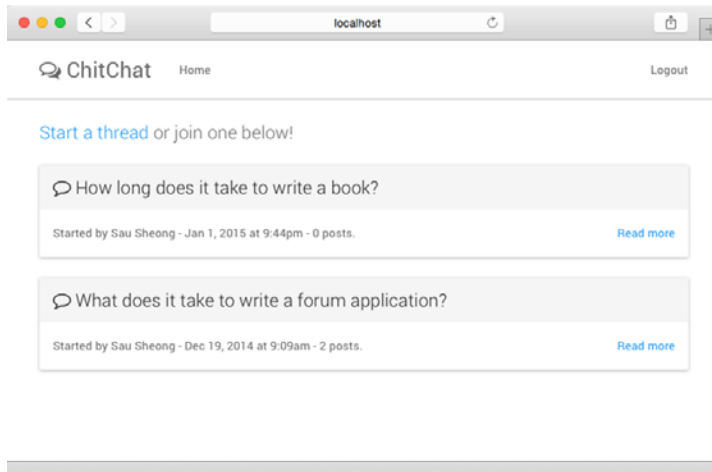 localhost
ChitChat Home Logout
Start a thread or join one below!
How long does it take to write a book?
Started by Sau Sheong - Jan 1, 2015 at 9:44pm - 0 posts. Read more
What does it take to write a forum application?
Started by Sau Sheong - Dec 19, 2014 at 9:09am - 2 posts. Read more